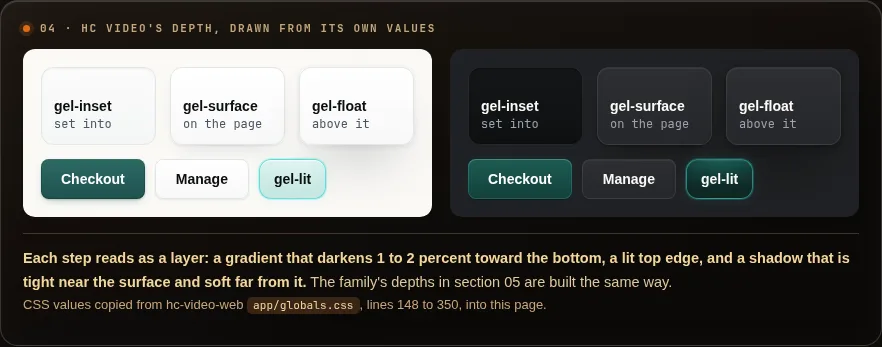 04 · HC VIDEO'S DEPTH, DRAWN FROM ITS OWN VALUES
gel-inset
set into
gel-surface
on the page
gel-float
above it
Checkout
Manage
gel-lit
gel-inset
set into
gel-surface
on the page
gel-float
above it
Checkout
Manage
gel-lit
Each step reads as a layer: a gradient that darkens 1 to 2 percent toward the bottom, a lit top edge, and a shadow that is
tight near the surface and soft far from it. The family's depths in section 05 are built the same way.
CSS values copied from hc-video-web app/globals.css, lines 148 to 350, into this page.